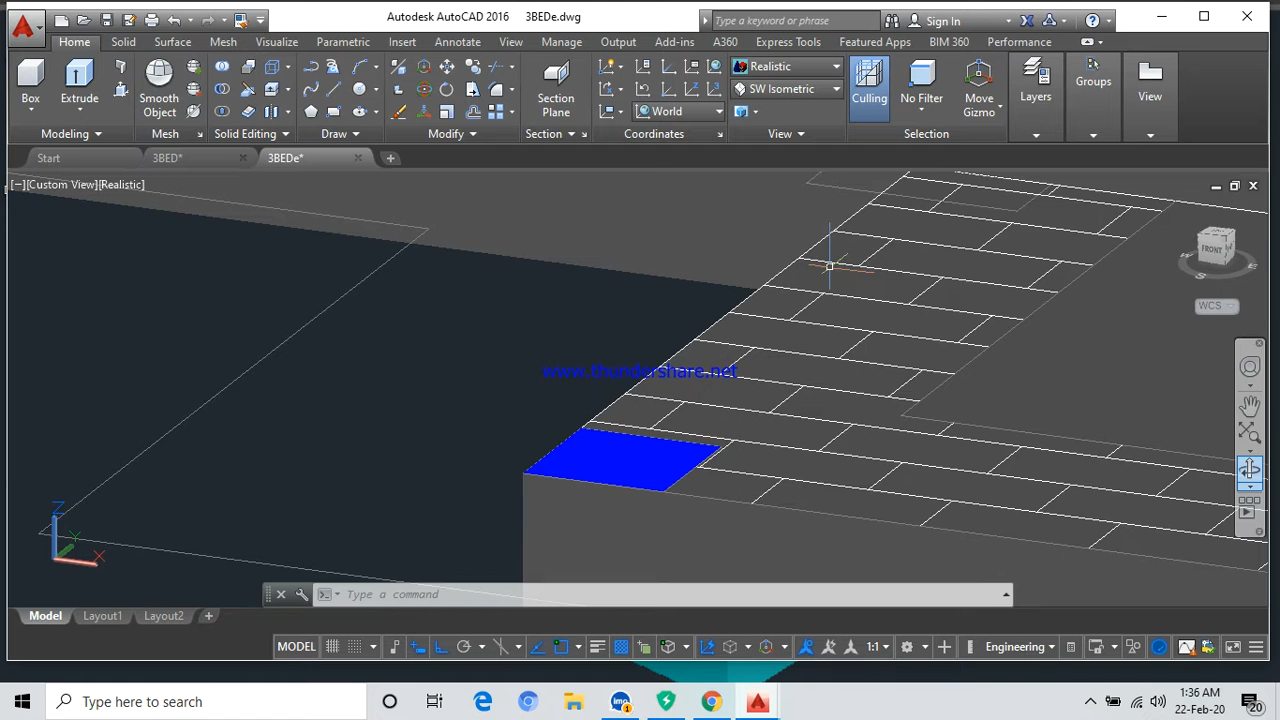 Autodesk AutoCAD 2016 3BEDe.dwg
Type a keyword or phrase
Sign In
Home Solid Surface Mesh Visualize Parametric Insert Annotate View Manage Output Add-ins A360 Express Tools Featured Apps BIM 360 Performance
Box
Extrude
Smooth
Object
Section
Plane
World
Realistic
SW Isometric
Culling
No Filter
Move
Gizmo
Layers
Groups
View
Modeling Mesh Solid Editing Draw Modify Section Coordinates View Selection
Start 3BED* 3BEDe*
[−][Custom View][Realistic]
FRONT
W
S
E
WCS
www.thundershare.net
Z
Y
X
Type a command
Model Layout1 Layout2
MODEL 1:1 Engineering
Type here to search
imo
1
1:36 AM
22-Feb-20
20